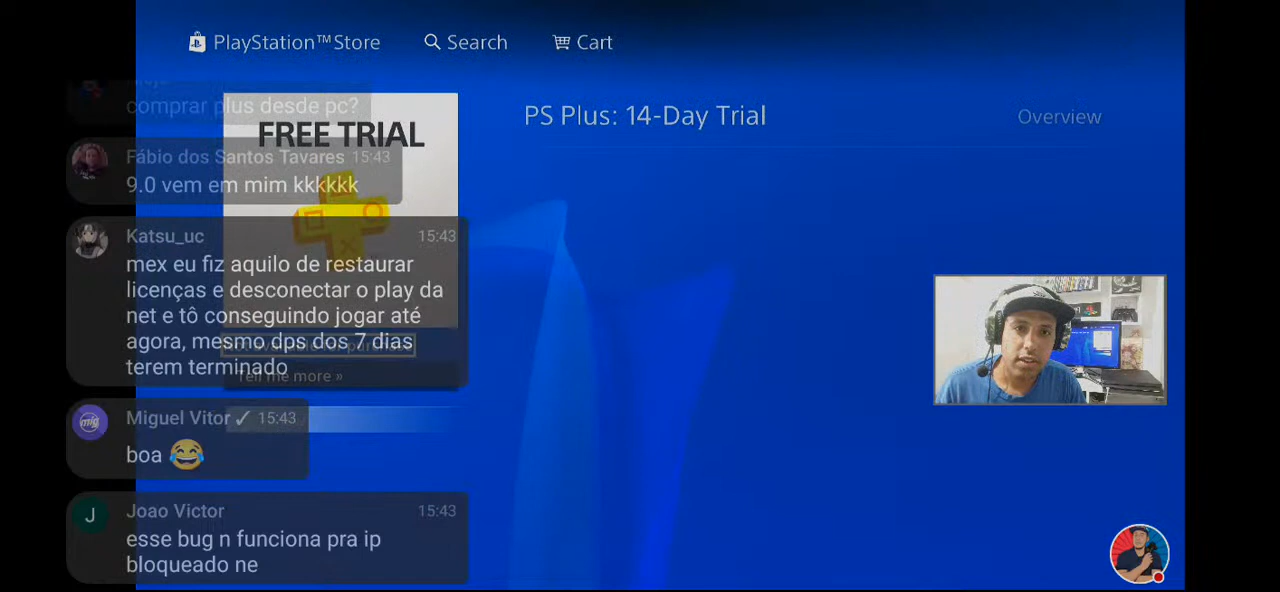 PlayStation™Store
Search
Cart
comprar plus desde pc?
FREE TRIAL
PS Plus: 14-Day Trial
Overview
Fábio dos Santos Tavares 15:43
9.0 vem em mim kkkkkk
Katsu_uc 15:43
mex eu fiz aquilo de restaurar
licenças e desconectar o play da
net e tô conseguindo jogar até
agora, mesmo dps dos 7 dias
terem terminado
Tell me more »
Miguel Vitor ✓ 15:43
boa 😂
J
Joao Victor 15:43
esse bug n funciona pra ip
bloqueado ne